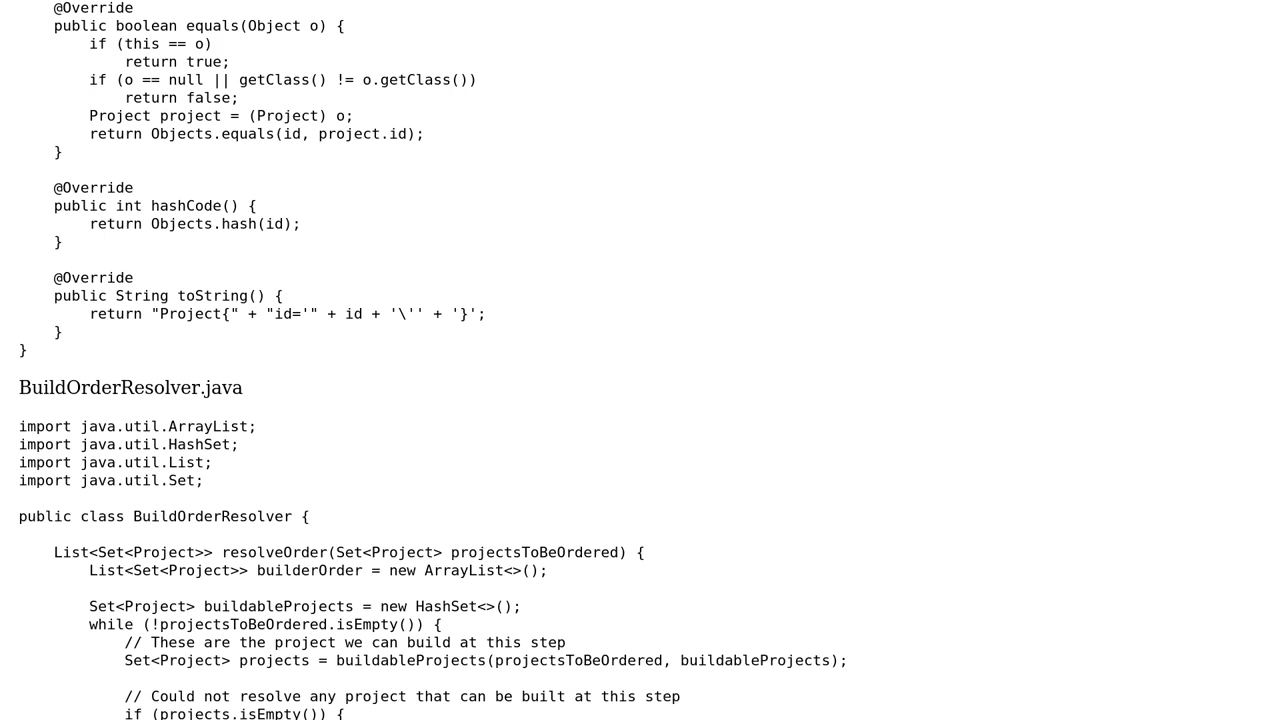 @Override
public boolean equals(Object o) {
if (this == o)
return true;
if (o == null || getClass() != o.getClass())
return false;
Project project = (Project) o;
return Objects.equals(id, project.id);
}
@Override
public int hashCode() {
return Objects.hash(id);
}
@Override
public String toString() {
return "Project{" + "id='" + id + '\'' + '}';
}
}
BuildOrderResolver.java
import java.util.ArrayList;
import java.util.HashSet;
import java.util.List;
import java.util.Set;
public class BuildOrderResolver {
List<Set<Project>> resolveOrder(Set<Project> projectsToBeOrdered) {
List<Set<Project>> builderOrder = new ArrayList<>();
Set<Project> buildableProjects = new HashSet<>();
while (!projectsToBeOrdered.isEmpty()) {
// These are the project we can build at this step
Set<Project> projects = buildableProjects(projectsToBeOrdered, buildableProjects);
// Could not resolve any project that can be built at this step
if (projects.isEmpty()) {